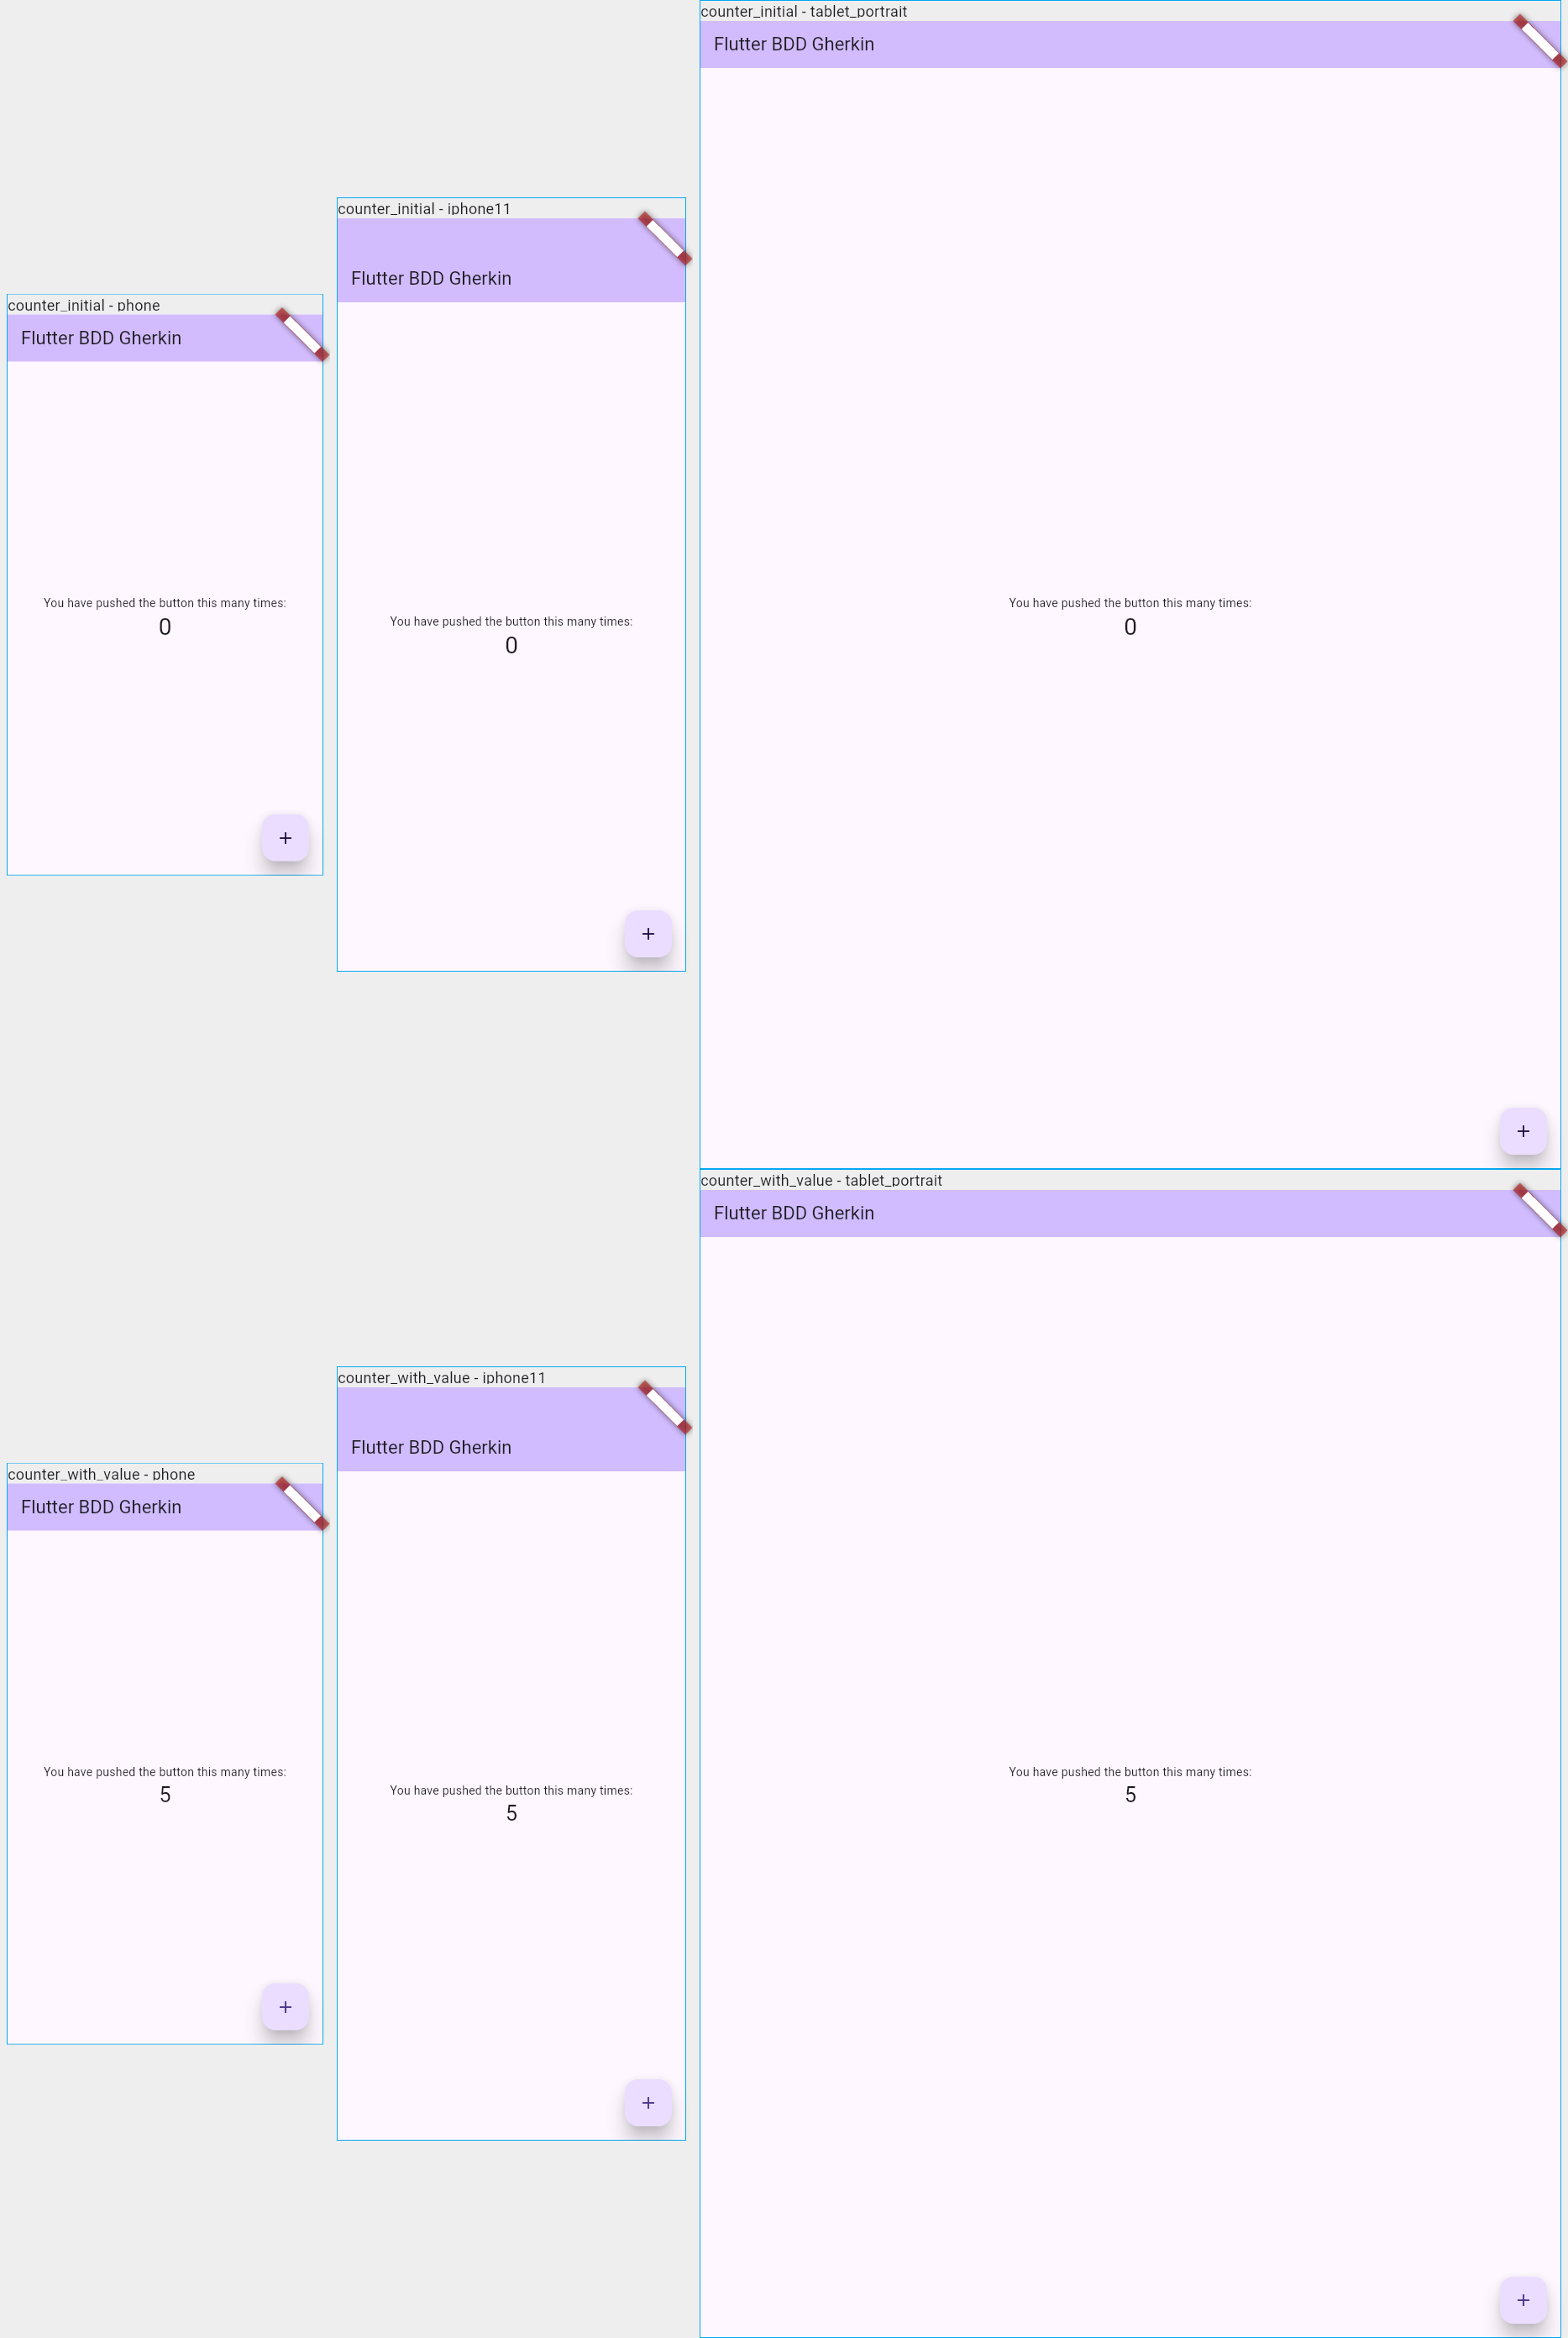 counter_initial - phone
Flutter BDD Gherkin
You have pushed the button this many times:
0
+
counter_initial - iphone11
Flutter BDD Gherkin
You have pushed the button this many times:
0
+
counter_initial - tablet_portrait
Flutter BDD Gherkin
You have pushed the button this many times:
0
+
counter_with_value - phone
Flutter BDD Gherkin
You have pushed the button this many times:
5
+
counter_with_value - iphone11
Flutter BDD Gherkin
You have pushed the button this many times:
5
+
counter_with_value - tablet_portrait
Flutter BDD Gherkin
You have pushed the button this many times:
5
+